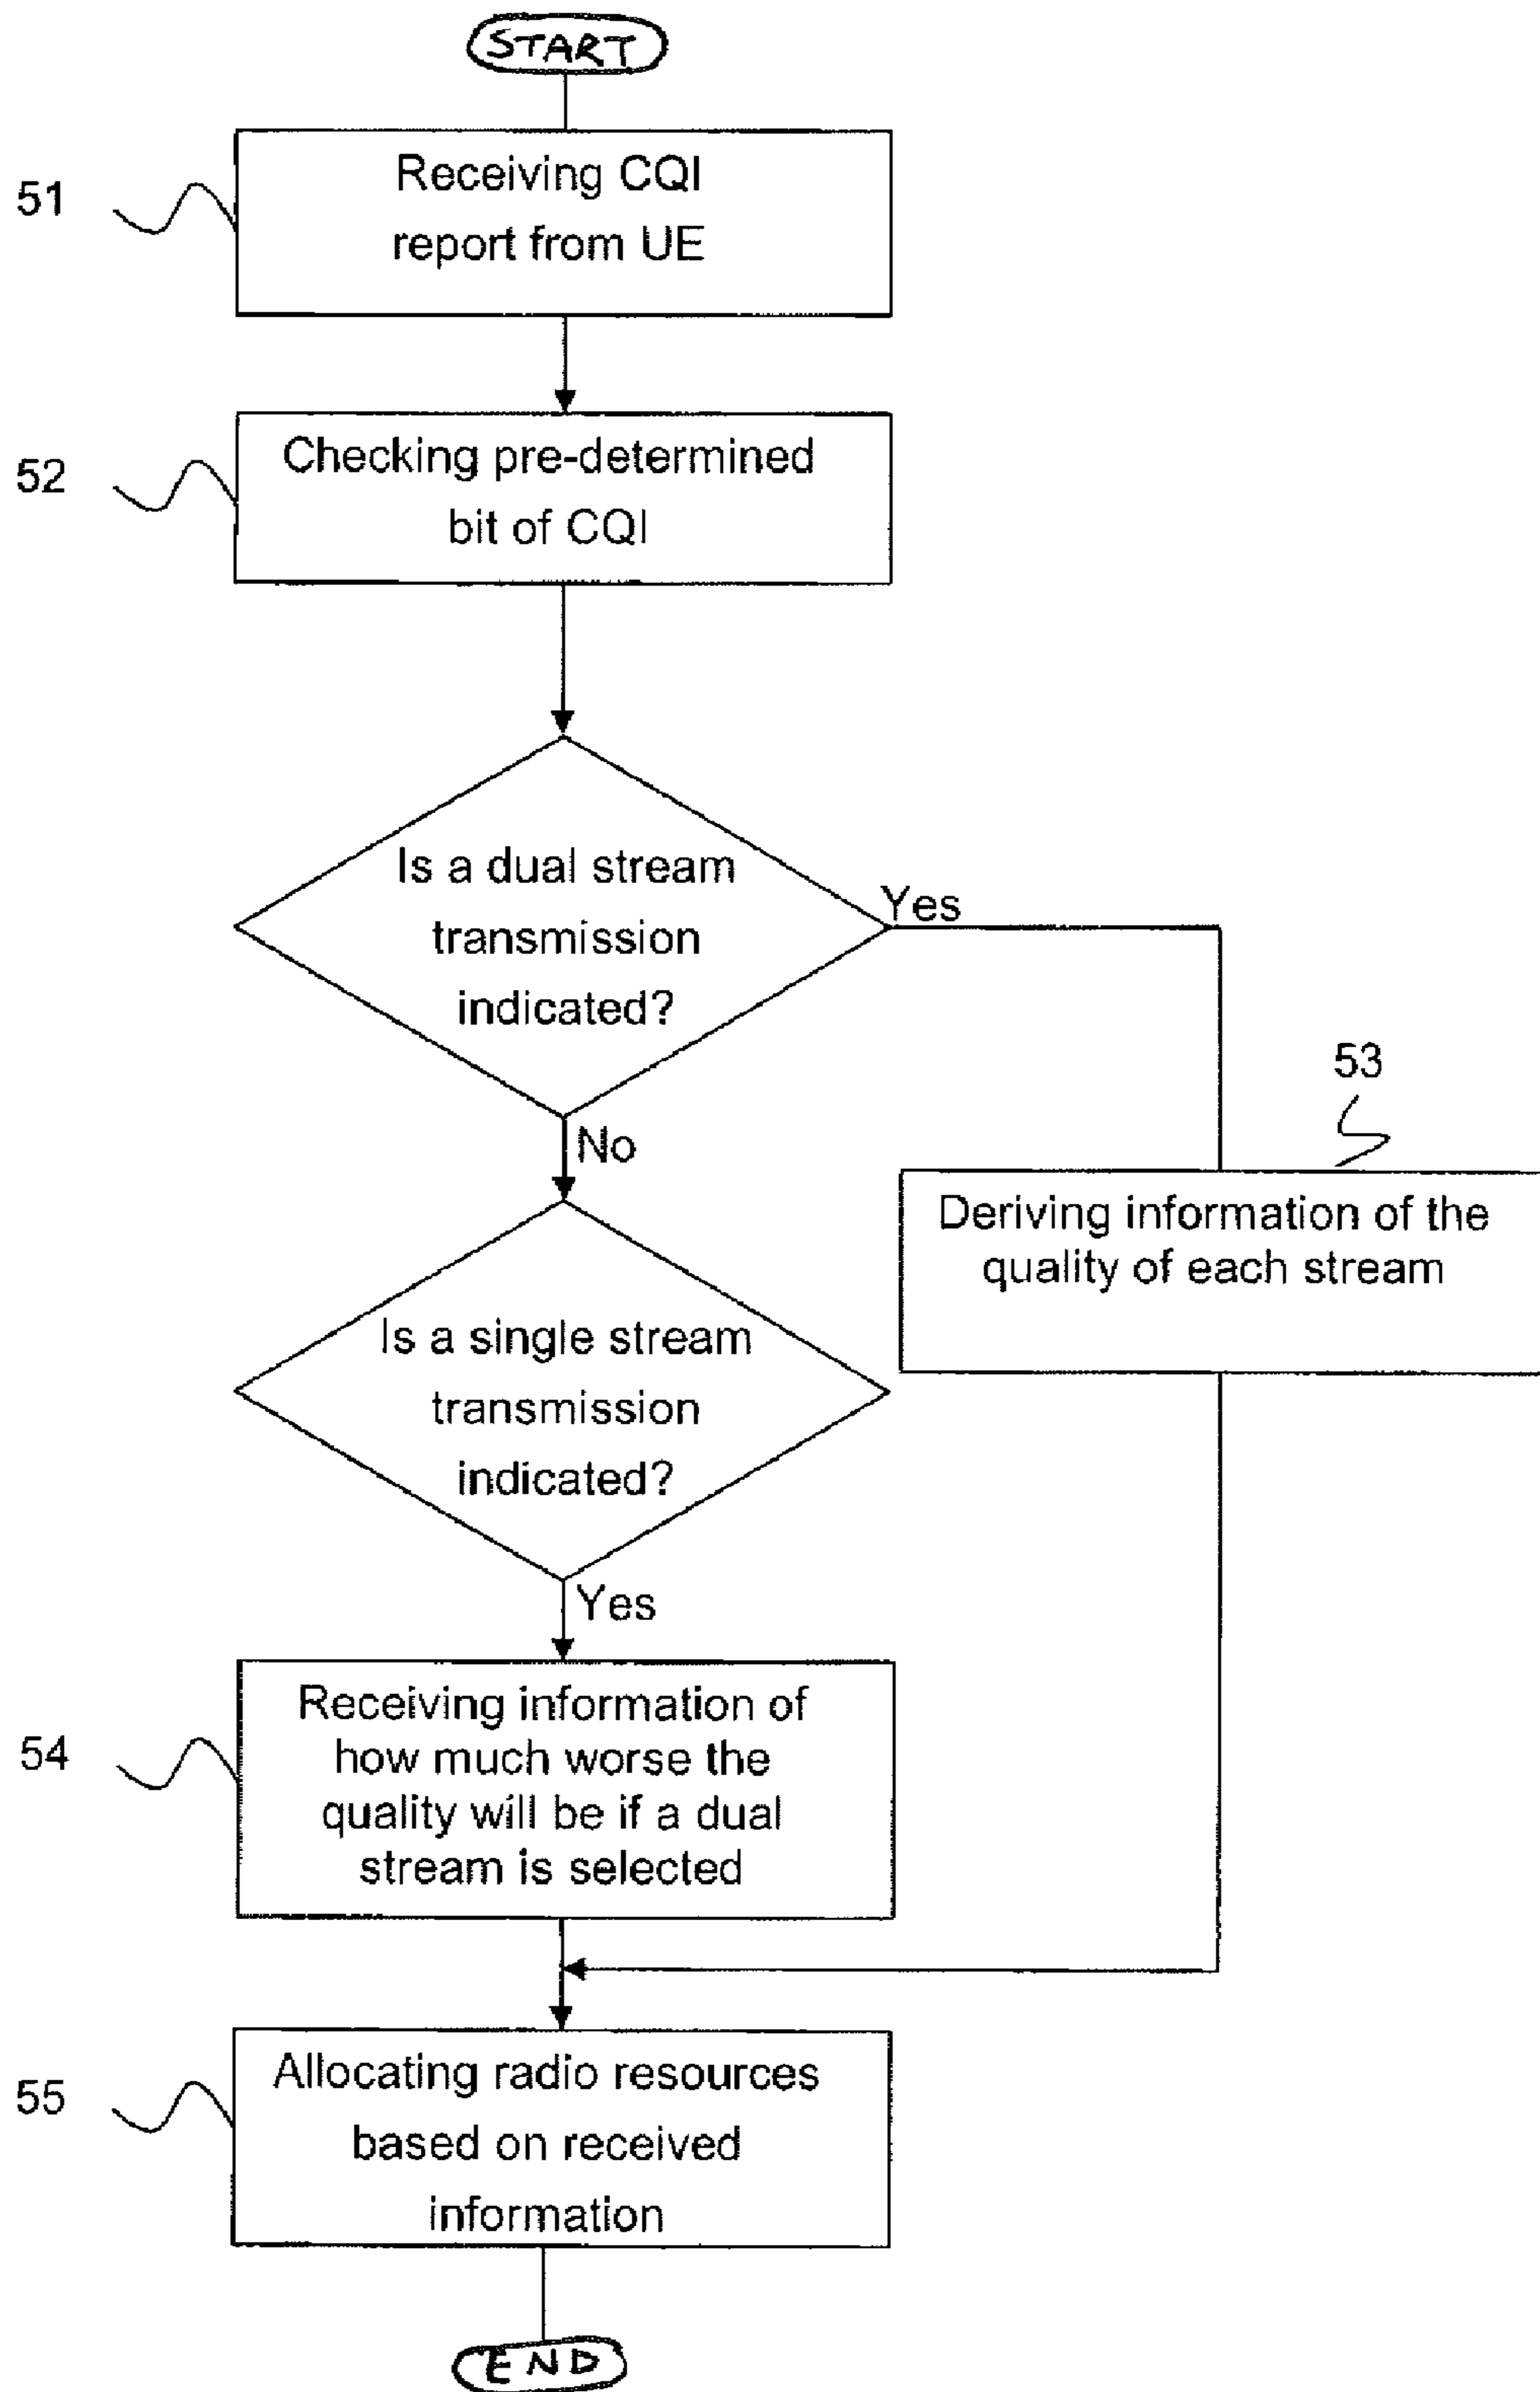 START
51
Receiving CQI
report from UE
52
Checking pre-determined
bit of CQI
Is a dual stream
transmission
indicated?
Yes
No
53
Deriving information of the
quality of each stream
Is a single stream
transmission
indicated?
Yes
54
Receiving information of
how much worse the
quality will be if a dual
stream is selected
55
Allocating radio resources
based on received
information
END